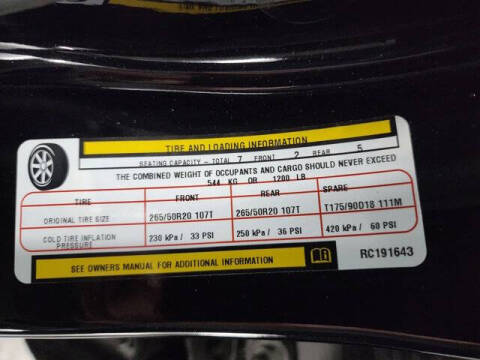 TIRE AND LOADING INFORMATION
SEATING CAPACITY - TOTAL 7 FRONT 2 REAR 5
THE COMBINED WEIGHT OF OCCUPANTS AND CARGO SHOULD NEVER EXCEED
544 KG OR 1200 LB
TIRE FRONT REAR SPARE
ORIGINAL TIRE SIZE 265/50R20 107T 265/50R20 107T T175/90D18 111M
COLD TIRE INFLATION PRESSURE 230 kPa / 33 PSI 250 kPa / 36 PSI 420 kPa / 60 PSI
SEE OWNERS MANUAL FOR ADDITIONAL INFORMATION
RC191643